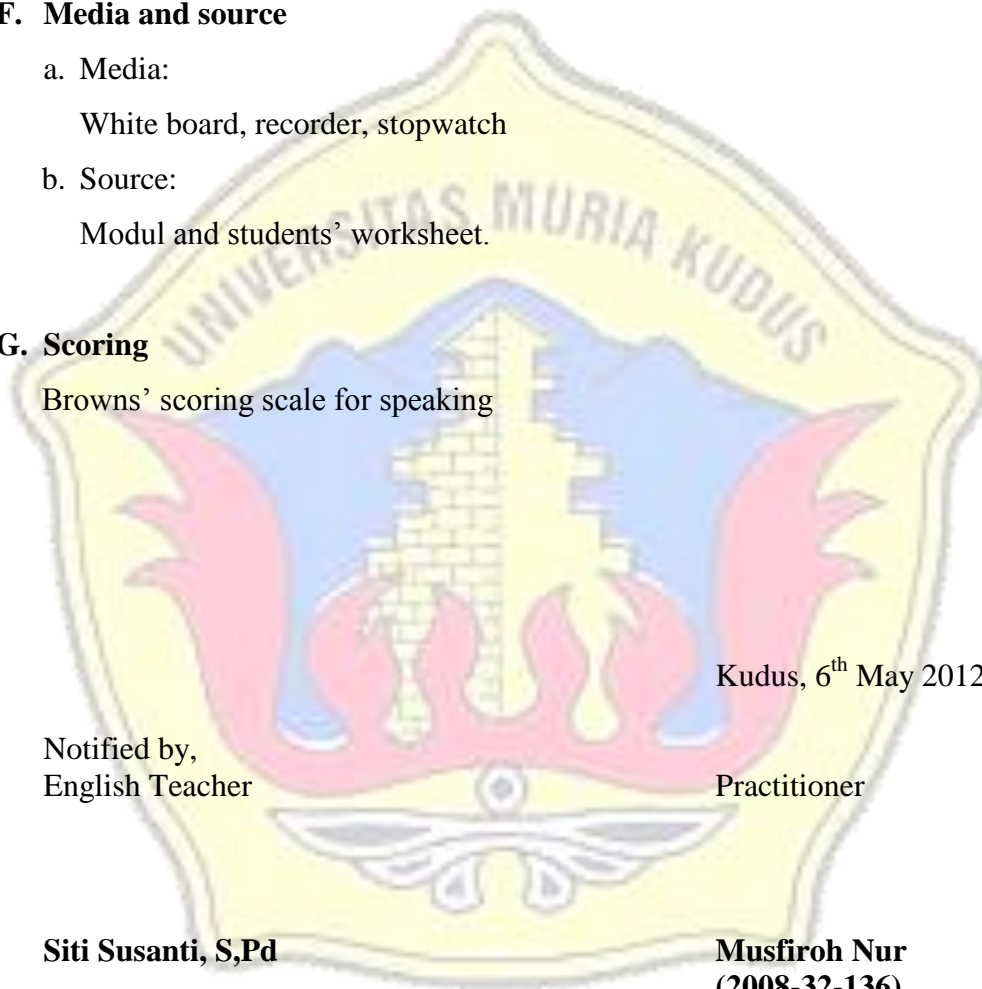 F. Media and source
a. Media:
White board, recorder, stopwatch
b. Source:
Modul and students’ worksheet.
UNIVERSITAS MURIA KUDUS
G. Scoring
Browns’ scoring scale for speaking
Kudus, 6th May 2012
Notified by,
English Teacher Practitioner
Siti Susanti, S,Pd Musfiroh Nur
(2008-32-136)